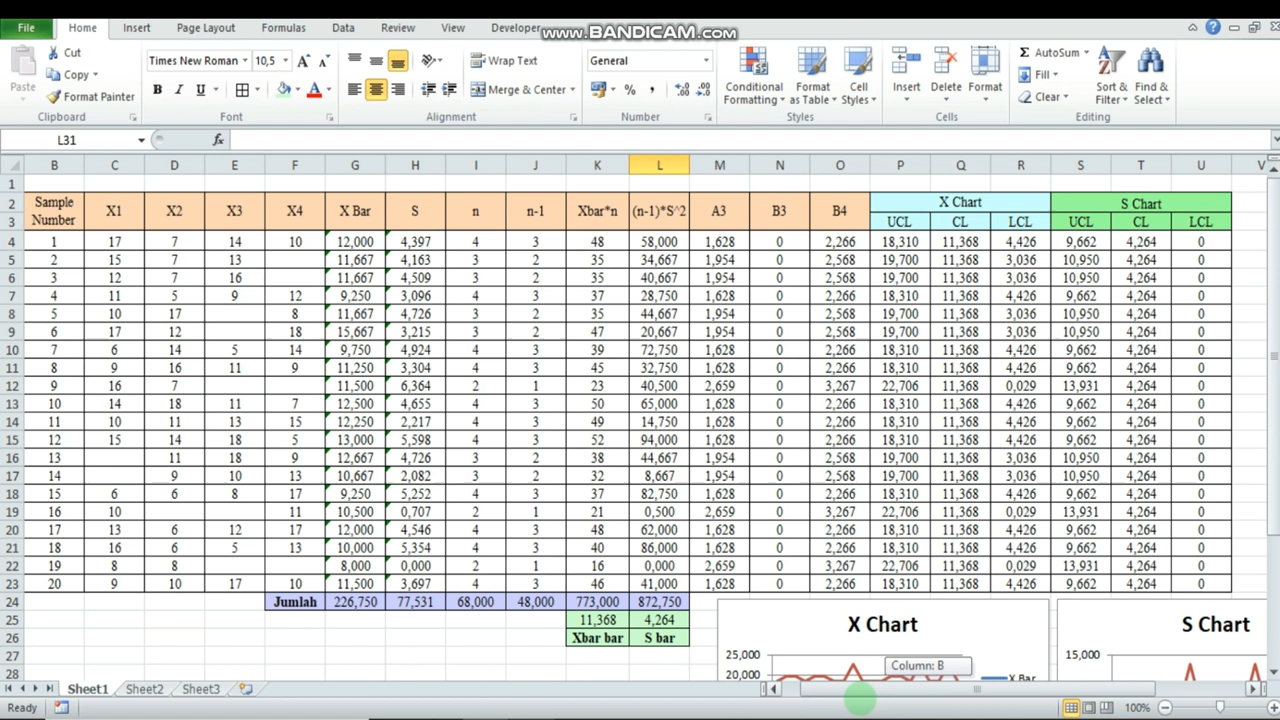 www.BANDICAM.com
File Home Insert Page Layout Formulas Data Review View Developer
Cut
Copy
Format Painter
Paste
Clipboard
Times New Roman 10,5
B I U
Font
Wrap Text
Merge & Center
Alignment
General
Number
Conditional Formatting
Format as Table
Cell Styles
Styles
Insert
Delete
Format
Cells
Σ AutoSum
Fill
Clear
Sort & Filter
Find & Select
Editing
L31 fx
B C D E F G H I J K L M N O P Q R S T U V
1
2 Sample Number X1 X2 X3 X4 X Bar S n n-1 Xbar*n (n-1)*S^2 A3 B3 B4 X Chart S Chart
3 UCL CL LCL UCL CL LCL
4 1 17 7 14 10 12,000 4,397 4 3 48 58,000 1,628 0 2,266 18,310 11,368 4,426 9,662 4,264 0
5 2 15 7 13 11,667 4,163 3 2 35 34,667 1,954 0 2,568 19,700 11,368 3,036 10,950 4,264 0
6 3 12 7 16 11,667 4,509 3 2 35 40,667 1,954 0 2,568 19,700 11,368 3,036 10,950 4,264 0
7 4 11 5 9 12 9,250 3,096 4 3 37 28,750 1,628 0 2,266 18,310 11,368 4,426 9,662 4,264 0
8 5 10 17 8 11,667 4,726 3 2 35 44,667 1,954 0 2,568 19,700 11,368 3,036 10,950 4,264 0
9 6 17 12 18 15,667 3,215 3 2 47 20,667 1,954 0 2,568 19,700 11,368 3,036 10,950 4,264 0
10 7 6 14 5 14 9,750 4,924 4 3 39 72,750 1,628 0 2,266 18,310 11,368 4,426 9,662 4,264 0
11 8 9 16 11 9 11,250 3,304 4 3 45 32,750 1,628 0 2,266 18,310 11,368 4,426 9,662 4,264 0
12 9 16 7 11,500 6,364 2 1 23 40,500 2,659 0 3,267 22,706 11,368 0,029 13,931 4,264 0
13 10 14 18 11 7 12,500 4,655 4 3 50 65,000 1,628 0 2,266 18,310 11,368 4,426 9,662 4,264 0
14 11 10 11 13 15 12,250 2,217 4 3 49 14,750 1,628 0 2,266 18,310 11,368 4,426 9,662 4,264 0
15 12 15 14 18 5 13,000 5,598 4 3 52 94,000 1,628 0 2,266 18,310 11,368 4,426 9,662 4,264 0
16 13 11 18 9 12,667 4,726 3 2 38 44,667 1,954 0 2,568 19,700 11,368 3,036 10,950 4,264 0
17 14 9 10 13 10,667 2,082 3 2 32 8,667 1,954 0 2,568 19,700 11,368 3,036 10,950 4,264 0
18 15 6 6 8 17 9,250 5,252 4 3 37 82,750 1,628 0 2,266 18,310 11,368 4,426 9,662 4,264 0
19 16 10 11 10,500 0,707 2 1 21 0,500 2,659 0 3,267 22,706 11,368 0,029 13,931 4,264 0
20 17 13 6 12 17 12,000 4,546 4 3 48 62,000 1,628 0 2,266 18,310 11,368 4,426 9,662 4,264 0
21 18 16 6 5 13 10,000 5,354 4 3 40 86,000 1,628 0 2,266 18,310 11,368 4,426 9,662 4,264 0
22 19 8 8 8,000 0,000 2 1 16 0,000 2,659 0 3,267 22,706 11,368 0,029 13,931 4,264 0
23 20 9 10 17 10 11,500 3,697 4 3 46 41,000 1,628 0 2,266 18,310 11,368 4,426 9,662 4,264 0
24 Jumlah 226,750 77,531 68,000 48,000 773,000 872,750
25 11,368 4,264
26 Xbar bar S bar
27
28
X Chart
25,000
20,000
X Bar
S Chart
15,000
Column: B
Sheet1 Sheet2 Sheet3
Ready
100%